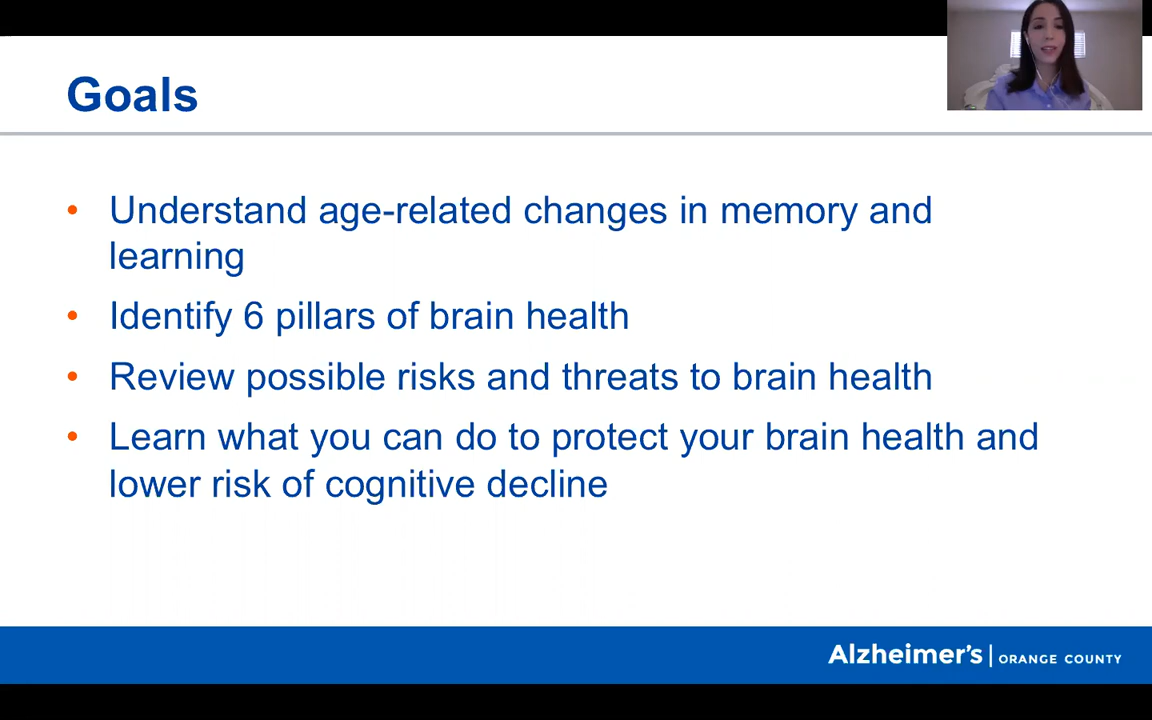 Goals
• Understand age-related changes in memory and
learning
• Identify 6 pillars of brain health
• Review possible risks and threats to brain health
• Learn what you can do to protect your brain health and
lower risk of cognitive decline
Alzheimer's | ORANGE COUNTY